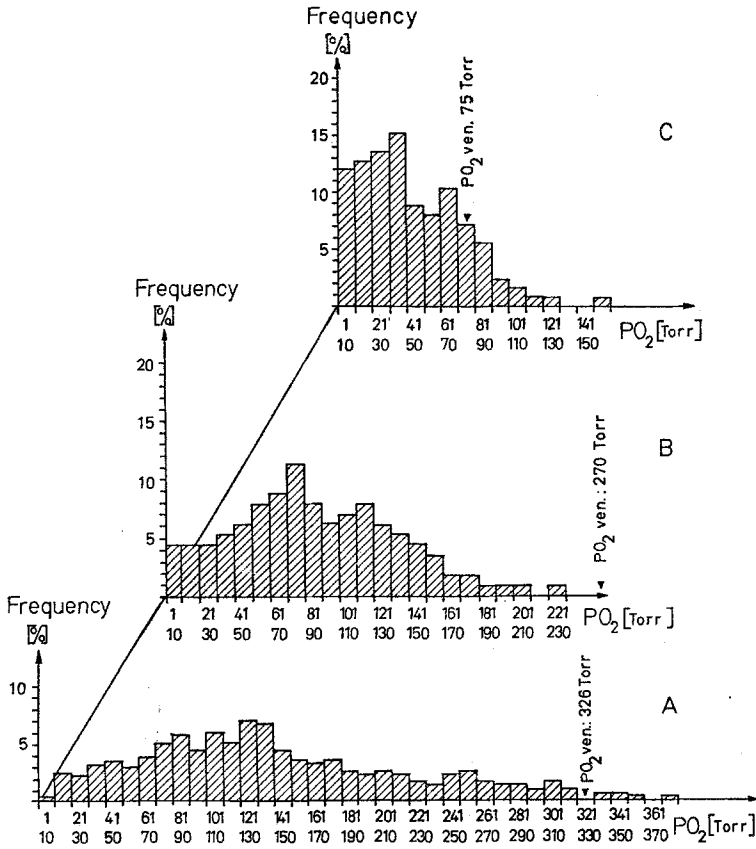 Frequency
[%]
20
15
10
5
PO2 ven. 75 Torr
C
1 21' 41 61 81 101 121 141
10 30 50 70 90 110 130 150
PO2 [Torr]
Frequency
[%]
20
15
10
5
B
PO2 ven.: 270 Torr
1 21 41 61 81 101 121 141 161 181 201 221
10 30 50 70 90 110 130 150 170 190 210 230
PO2 [Torr]
Frequency
[%]
10
5
A
PO2 ven.: 326 Torr
1 21 41 61 81 101 121 141 161 181 201 221 241 261 281 301 321 341 361
10 30 50 70 90 110 130 150 170 190 210 230 250 270 290 310 330 350 370
PO2 [Torr]